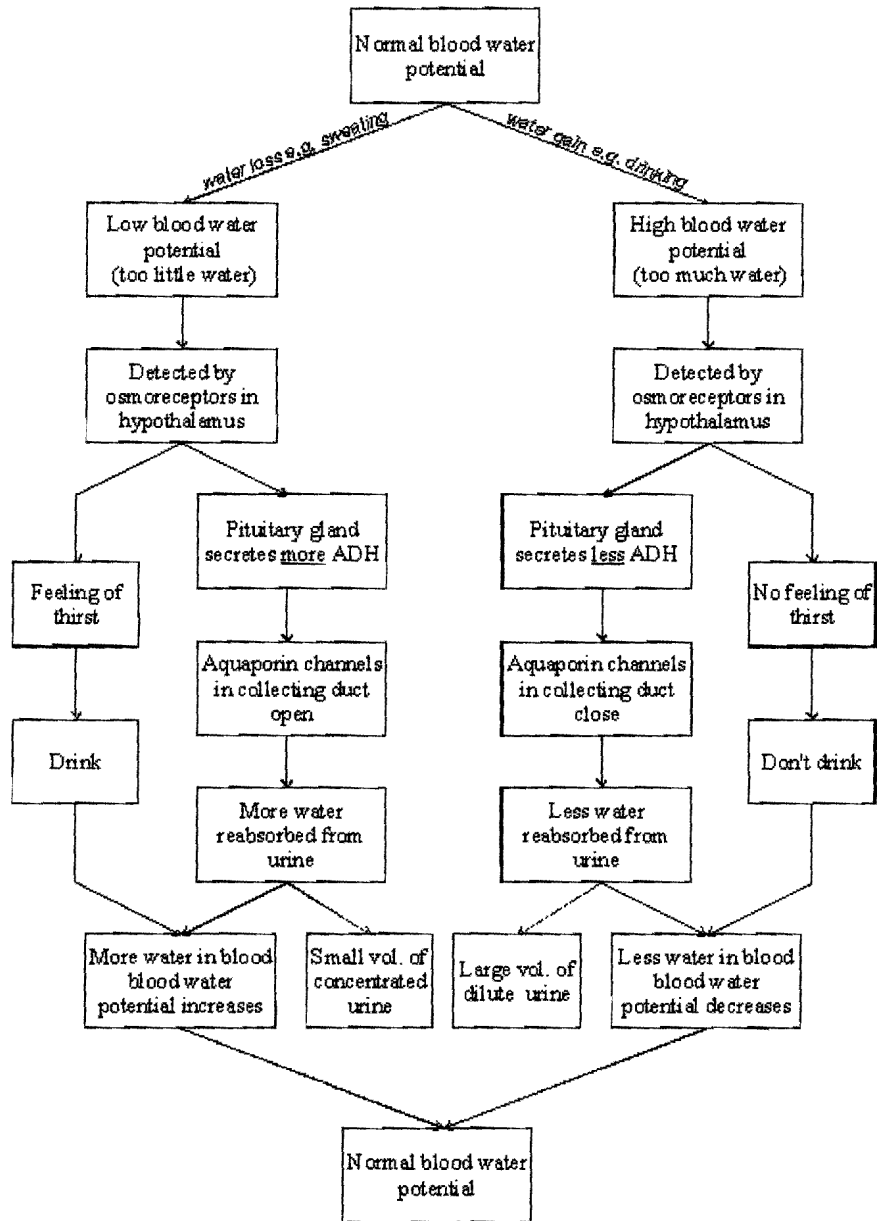 Normal blood water
potential
water loss e.g. sweating
water gain e.g. drinking
Low blood water
potential
(too little water)
High blood water
potential
(too much water)
Detected by
osmoreceptors in
hypothalamus
Detected by
osmoreceptors in
hypothalamus
Feeling of
thirst
Pituitary gland
secretes more ADH
Pituitary gland
secretes less ADH
No feeling of
thirst
Aquaporin channels
in collecting duct
open
Aquaporin channels
in collecting duct
close
Drink
Don't drink
More water
reabsorbed from
urine
Less water
reabsorbed from
urine
More water in blood
blood water
potential increases
Small vol. of
concentrated
urine
Large vol. of
dilute urine
Less water in blood
blood water
potential decreases
Normal blood water
potential